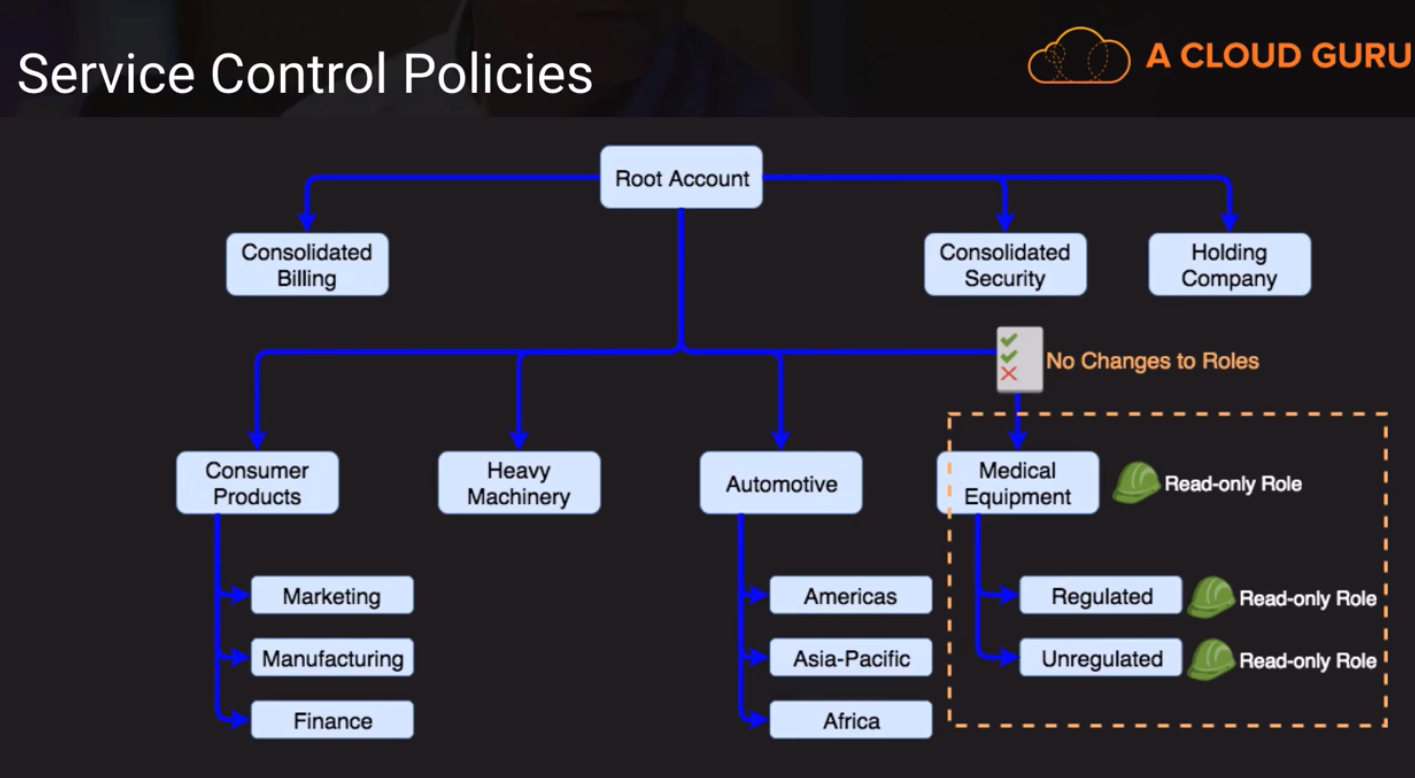 Service Control Policies
A CLOUD GURU
Root Account
Consolidated
Billing
Consolidated
Security
Holding
Company
No Changes to Roles
Consumer
Products
Heavy
Machinery
Automotive
Medical
Equipment
Read-only Role
Marketing
Manufacturing
Finance
Americas
Asia-Pacific
Africa
Regulated
Read-only Role
Unregulated
Read-only Role